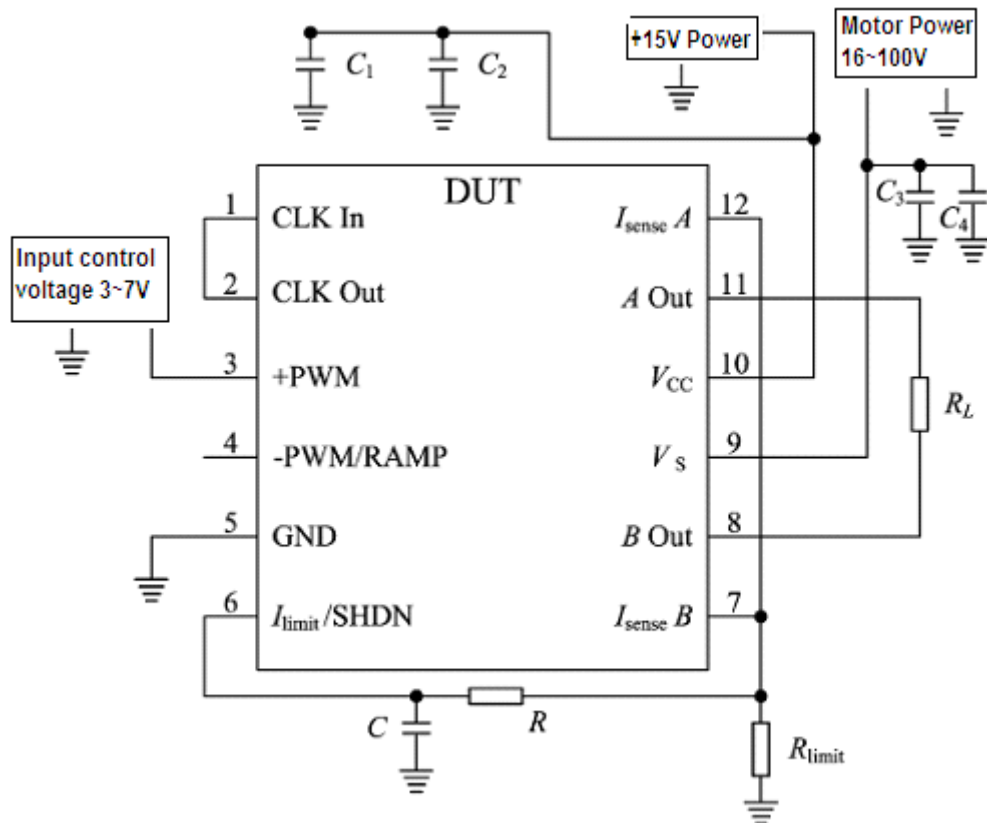 +15V Power
Motor Power
16~100V
C1
C2
C3
C4
DUT
1
CLK In
Isense A
12
Input control
voltage 3~7V
2
CLK Out
A Out
11
3
+PWM
VCC
10
RL
4
-PWM/RAMP
VS
9
5
GND
B Out
8
6
Ilimit/SHDN
Isense B
7
C
R
Rlimit